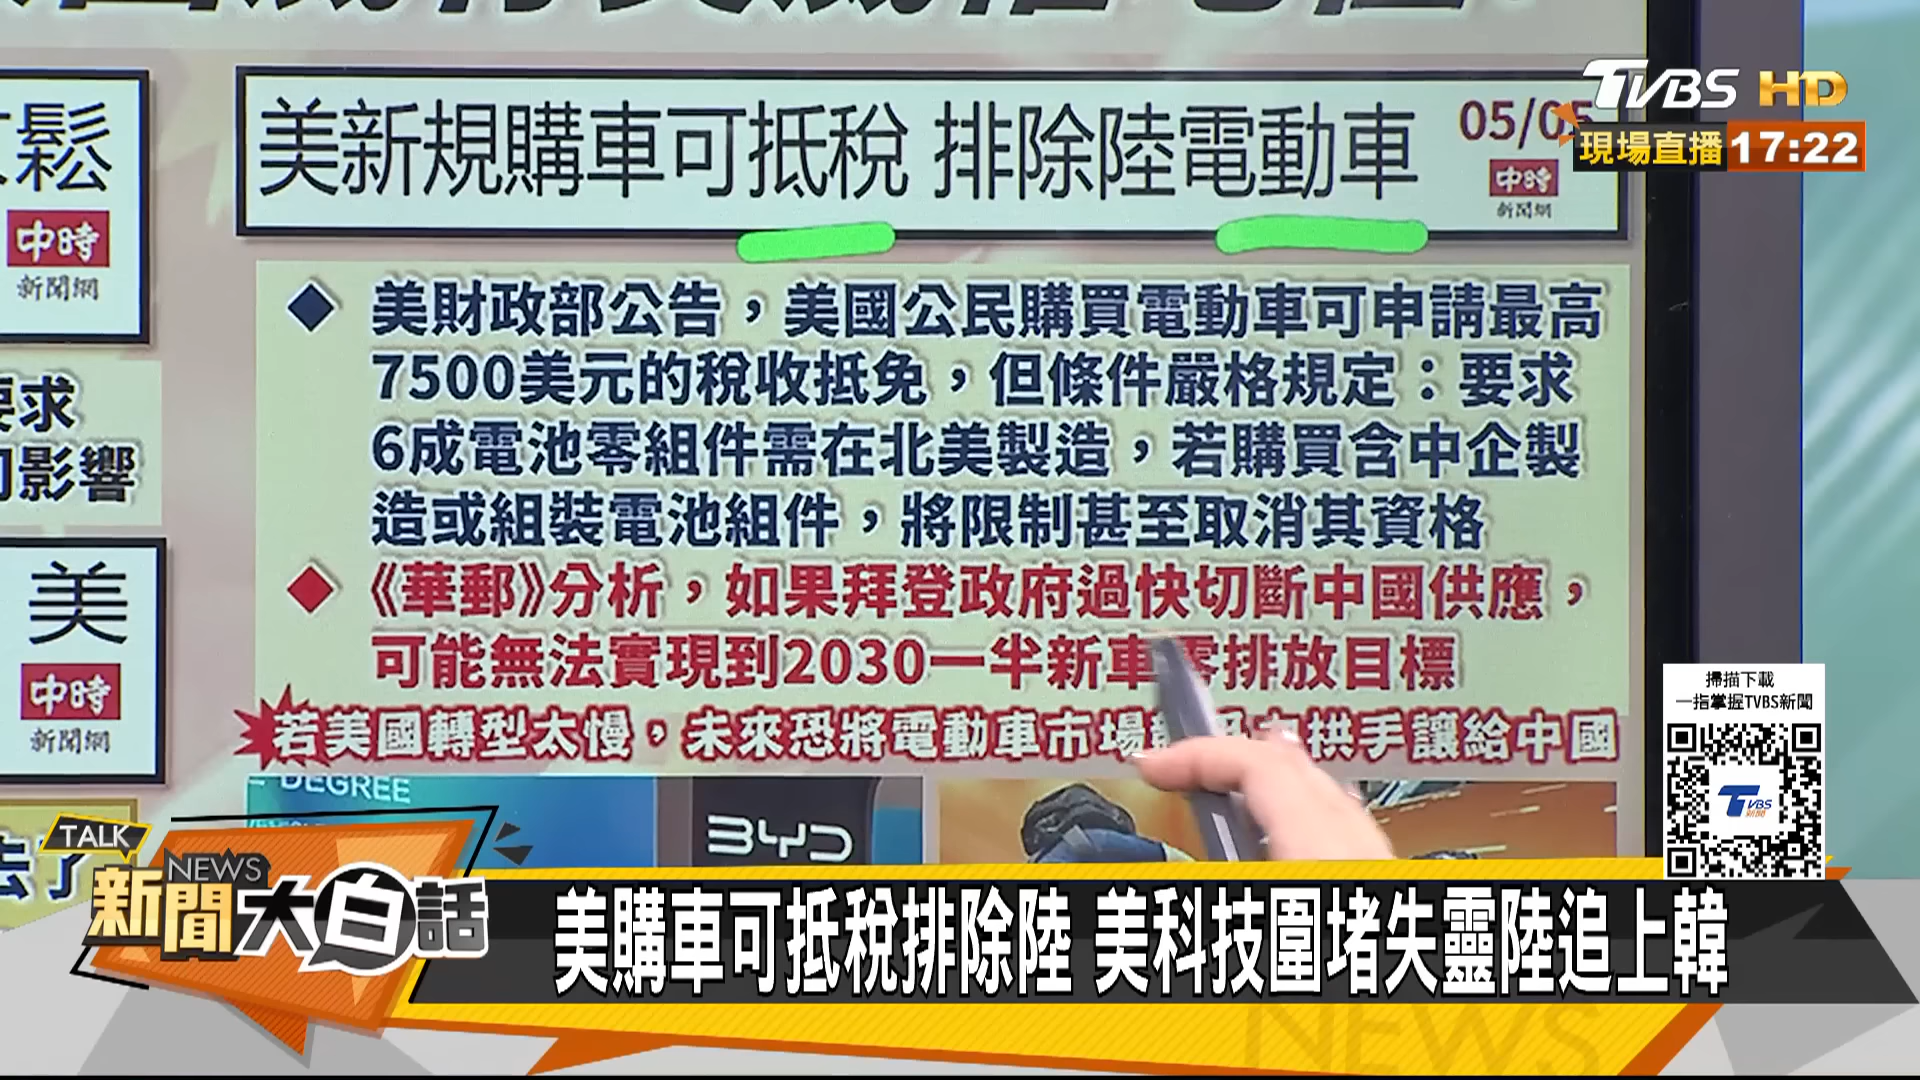 TVBS HD
現場直播 17:22
鬆
中時
新聞網
要求
影響
美
中時
新聞網
去了
美新規購車可抵稅 排除陸電動車
05/05
中時
新聞網
◆ 美財政部公告，美國公民購買電動車可申請最高
7500美元的稅收抵免，但條件嚴格規定：要求
6成電池零組件需在北美製造，若購買含中企製
造或組裝電池組件，將限制甚至取消其資格
◆ 《華郵》分析，如果拜登政府過快切斷中國供應，
可能無法實現到2030一半新車零排放目標
若美國轉型太慢，未來恐將電動車市場 拱手讓給中國
DEGREE
BYD
掃描下載
一指掌握TVBS新聞
TVBS
新聞
TALK
NEWS
新聞大白話
美購車可抵稅排除陸 美科技圍堵失靈陸追上韓
NEWS